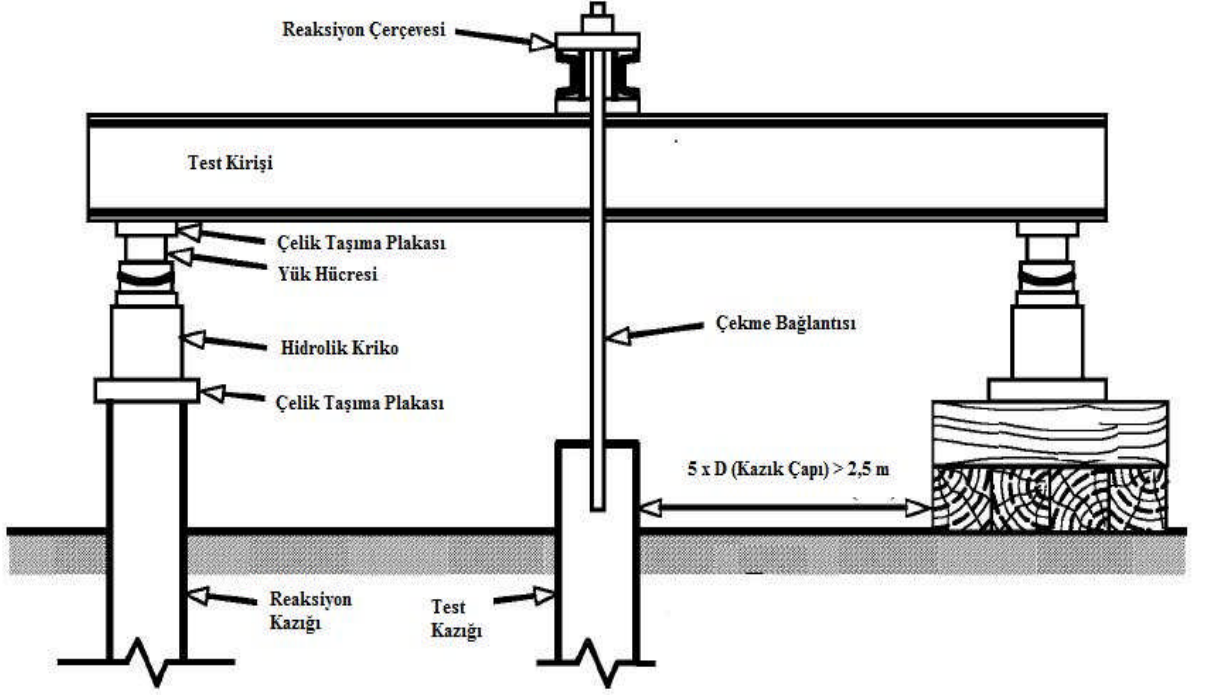 Reaksiyon Çerçevesi
Test Kirişi
Çelik Taşıma Plakası
Yük Hücresi
Çekme Bağlantısı
Hidrolik Kriko
Çelik Taşıma Plakası
5 x D (Kazık Çapı) > 2,5 m
Reaksiyon
Kazığı
Test
Kazığı